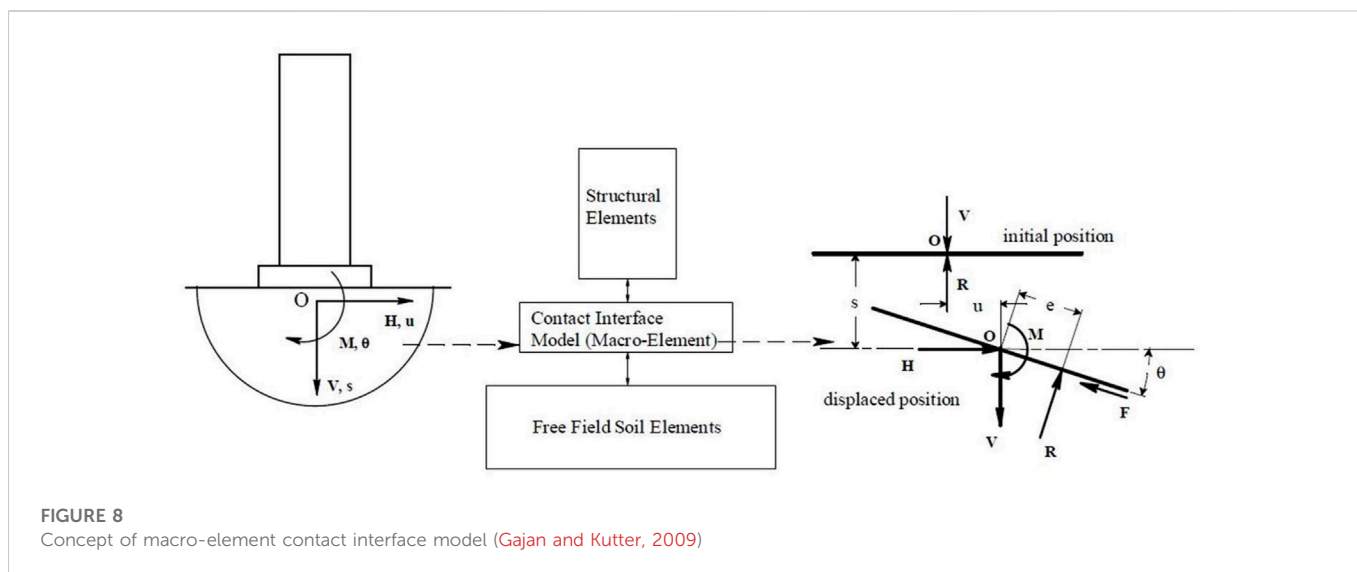 O
H, u
M, θ
V, s
Structural
Elements
Contact Interface
Model (Macro-Element)
Free Field Soil Elements
V
O
initial position
R
s
u
e
O
M
H
θ
displaced position
F
V
R
FIGURE 8
Concept of macro-element contact interface model (Gajan and Kutter, 2009)